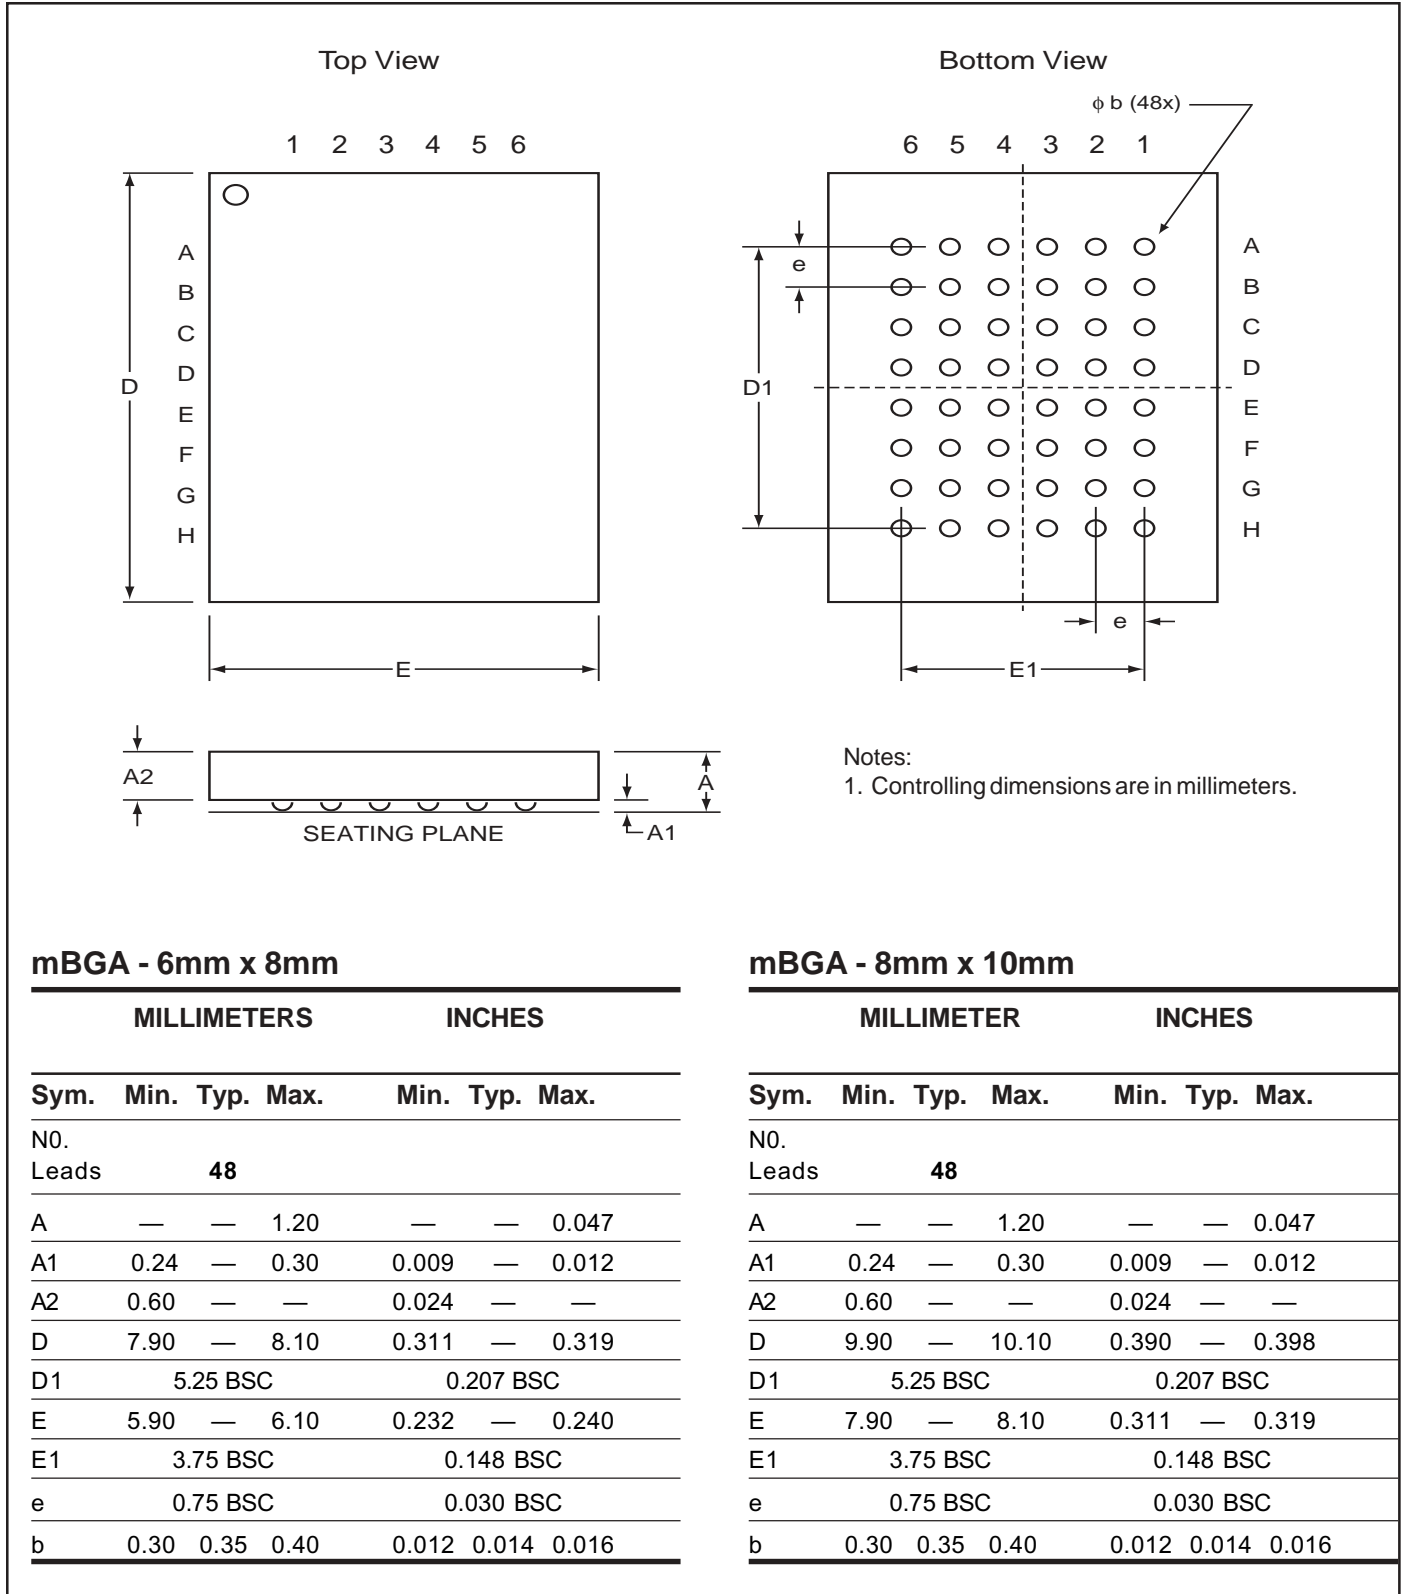 Top View
Bottom View
ϕ b (48x)
1 2 3 4 5 6
6 5 4 3 2 1
A
B
C
D
E
F
G
H
D
E
e
D1
A
B
C
D
E
F
G
H
e
E1
A2
A
A1
SEATING PLANE
Notes:
1. Controlling dimensions are in millimeters.
mBGA - 6mm x 8mm
MILLIMETERS INCHES
Sym. Min. Typ. Max. Min. Typ. Max.
N0.
Leads 48
A — — 1.20 — — 0.047
A1 0.24 — 0.30 0.009 — 0.012
A2 0.60 — — 0.024 — —
D 7.90 — 8.10 0.311 — 0.319
D1 5.25 BSC 0.207 BSC
E 5.90 — 6.10 0.232 — 0.240
E1 3.75 BSC 0.148 BSC
e 0.75 BSC 0.030 BSC
b 0.30 0.35 0.40 0.012 0.014 0.016
mBGA - 8mm x 10mm
MILLIMETER INCHES
Sym. Min. Typ. Max. Min. Typ. Max.
N0.
Leads 48
A — — 1.20 — — 0.047
A1 0.24 — 0.30 0.009 — 0.012
A2 0.60 — — 0.024 — —
D 9.90 — 10.10 0.390 — 0.398
D1 5.25 BSC 0.207 BSC
E 7.90 — 8.10 0.311 — 0.319
E1 3.75 BSC 0.148 BSC
e 0.75 BSC 0.030 BSC
b 0.30 0.35 0.40 0.012 0.014 0.016